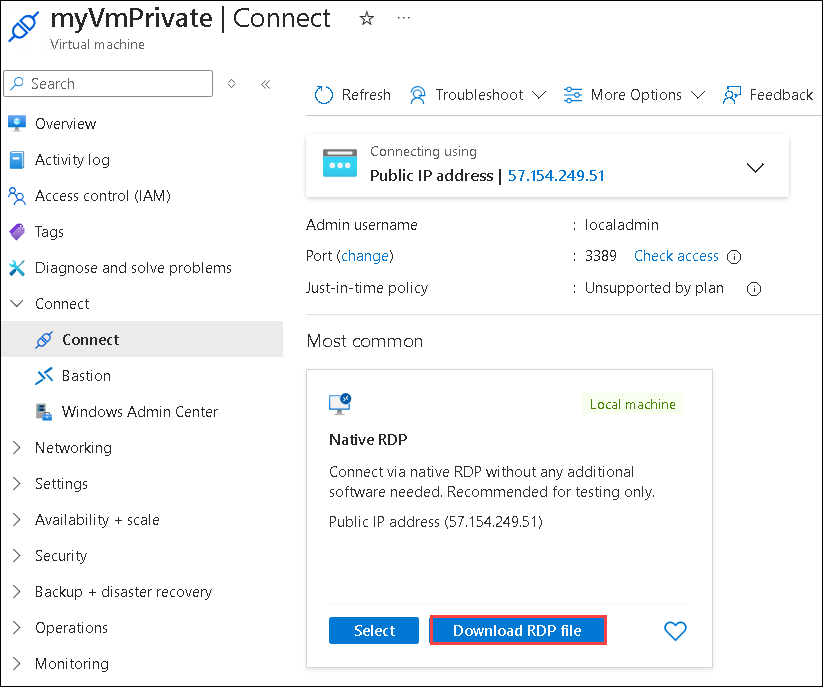 myVmPrivate | Connect
Virtual machine
Search
Overview
Activity log
Access control (IAM)
Tags
Diagnose and solve problems
Connect
Connect
Bastion
Windows Admin Center
Networking
Settings
Availability + scale
Security
Backup + disaster recovery
Operations
Monitoring
Refresh
Troubleshoot
More Options
Feedback
Connecting using
Public IP address | 57.154.249.51
Admin username : localadmin
Port (change) : 3389 Check access
Just-in-time policy : Unsupported by plan
Most common
Local machine
Native RDP
Connect via native RDP without any additional
software needed. Recommended for testing only.
Public IP address (57.154.249.51)
Select
Download RDP file